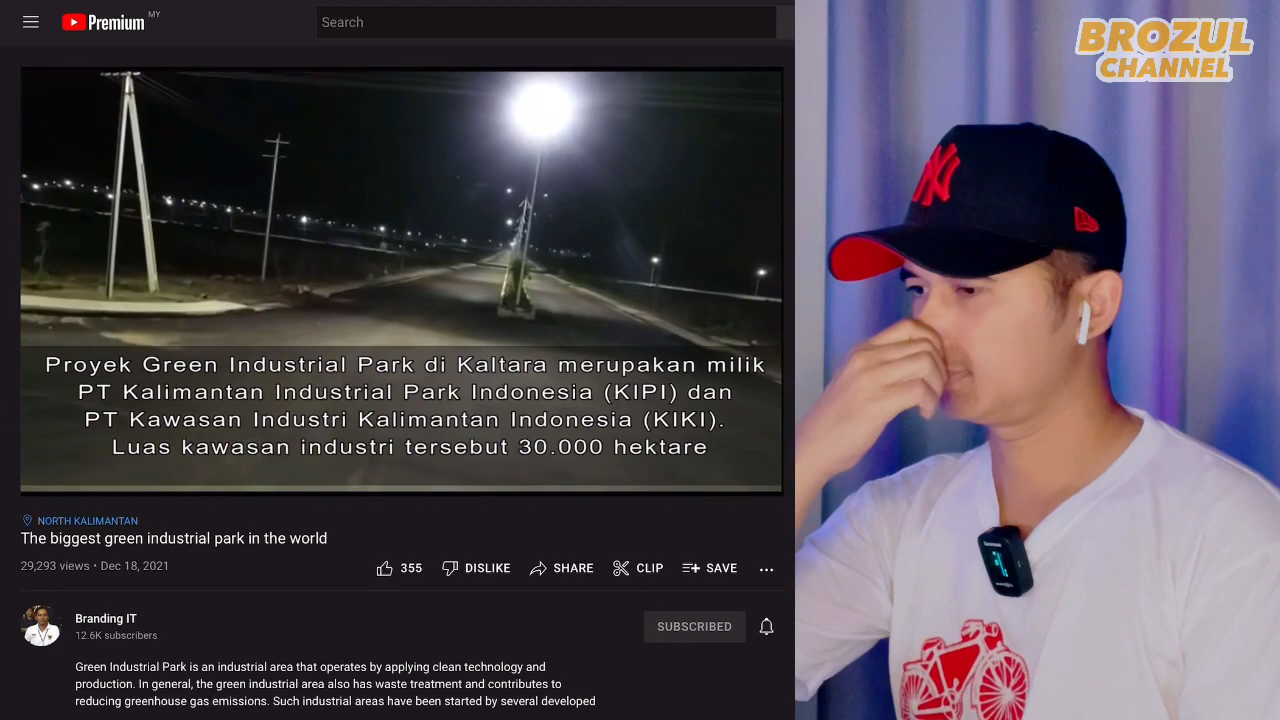 Premium MY
Search
BROZUL
CHANNEL
NY
Proyek Green Industrial Park di Kaltara merupakan milik
PT Kalimantan Industrial Park Indonesia (KIPI) dan
PT Kawasan Industri Kalimantan Indonesia (KIKI).
Luas kawasan industri tersebut 30.000 hektare
NORTH KALIMANTAN
The biggest green industrial park in the world
29,293 views • Dec 18, 2021
355 DISLIKE SHARE CLIP SAVE
Branding IT
12.6K subscribers
SUBSCRIBED
Green Industrial Park is an industrial area that operates by applying clean technology and
production. In general, the green industrial area also has waste treatment and contributes to
reducing greenhouse gas emissions. Such industrial areas have been started by several developed